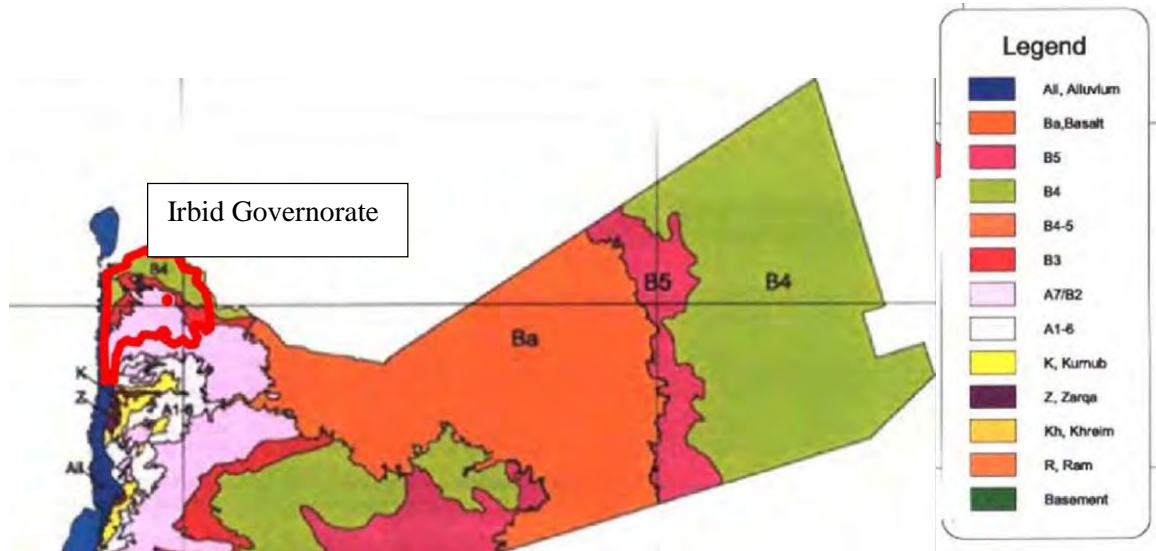 Irbid Governorate
B4
Ba
B5
B4
K
Z
A1-6
All
Legend
All, Alluvium
Ba,Basalt
B5
B4
B4-5
B3
A7/B2
A1-6
K, Kurnub
Z, Zarqa
Kh, Khreim
R, Ram
Basement